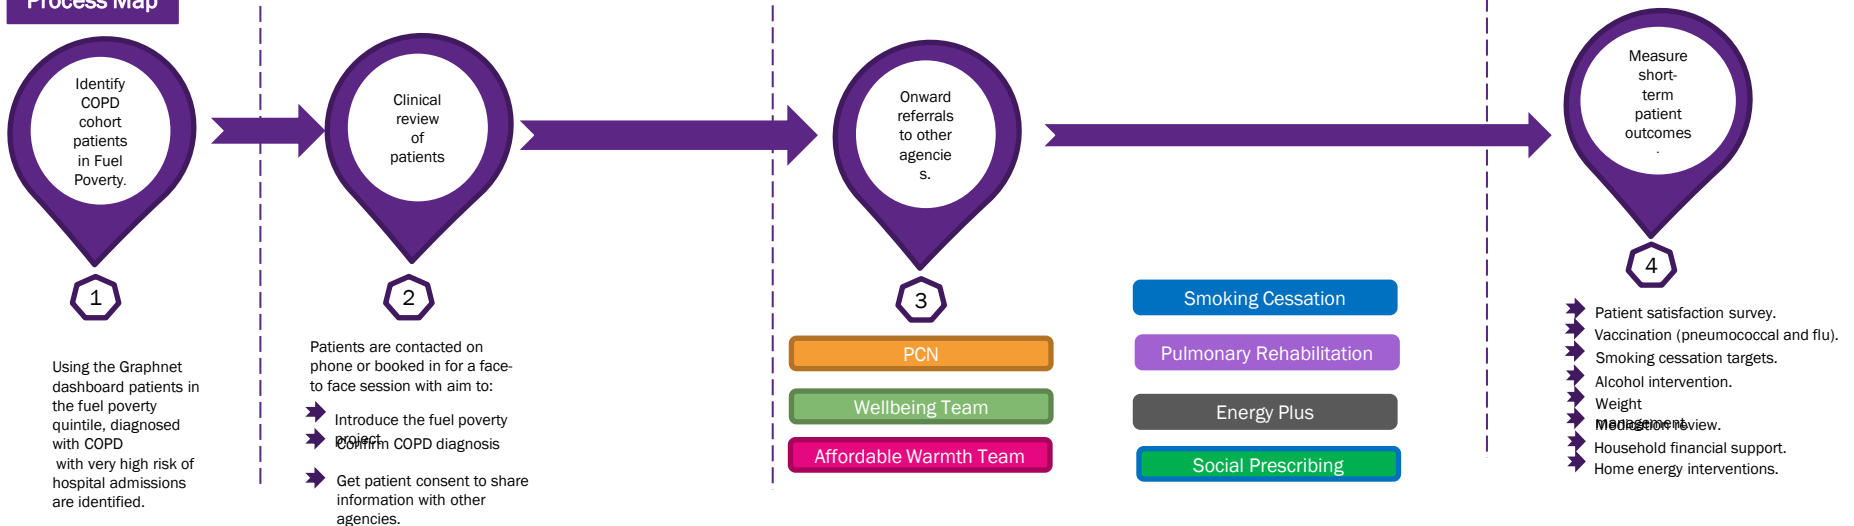 Process Map
Identify
COPD
cohort
patients
in Fuel
Poverty.
1
Using the Graphnet
dashboard patients in
the fuel poverty
quintile, diagnosed
with COPD
with very high risk of
hospital admissions
are identified.
Clinical
review
of
patients
2
Patients are contacted on
phone or booked in for a face-
to face session with aim to:
Introduce the fuel poverty
project
Confirm COPD diagnosis
Get patient consent to share
information with other
agencies.
Onward
referrals
to other
agencie
s.
3
PCN
Wellbeing Team
Affordable Warmth Team
Smoking Cessation
Pulmonary Rehabilitation
Energy Plus
Social Prescribing
Measure
short-
term
patient
outcomes
.
4
Patient satisfaction survey.
Vaccination (pneumococcal and flu).
Smoking cessation targets.
Alcohol intervention.
Weight
management.
Medication review.
Household financial support.
Home energy interventions.